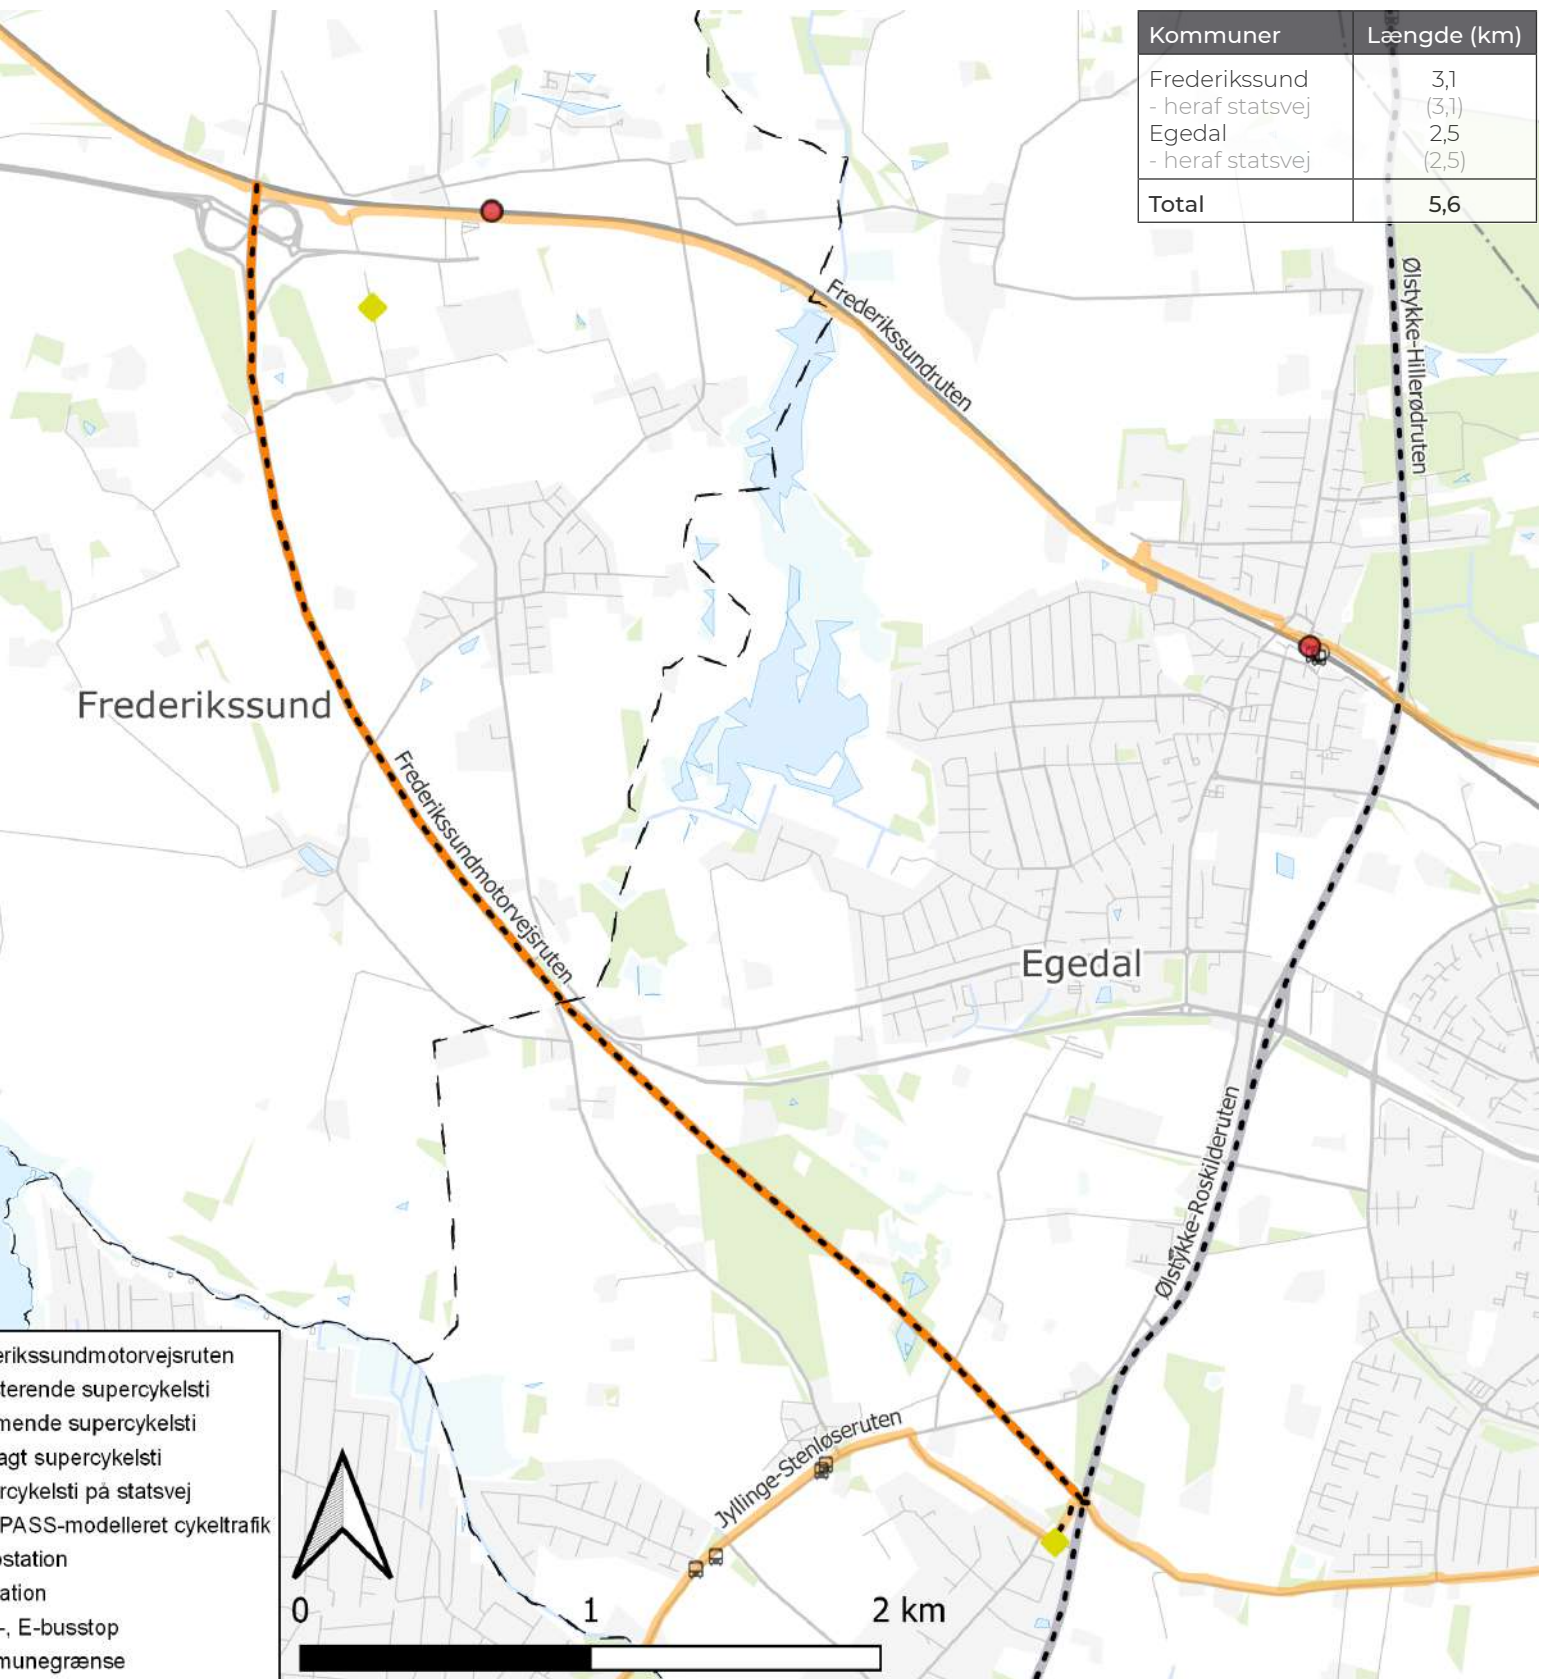 Kommuner Længde (km)
Frederikssund 3,1
- heraf statsvej (3,1)
Egedal 2,5
- heraf statsvej (2,5)
Total 5,6
Frederikssundruten
Ølstykke-Hillerødruten
Frederikssund
Frederikssundmotorvejsruten
Egedal
Ølstykke-Roskilderuten
Jyllinge-Stenløseruten
erikssundmotorvejsruten
terende supercykelsti
mende supercykelsti
agt supercykelsti
rcykelsti på statsvej
PASS-modelleret cykeltrafik
ostation
ation
-, E-busstop
munegrænse
0 1 2 km